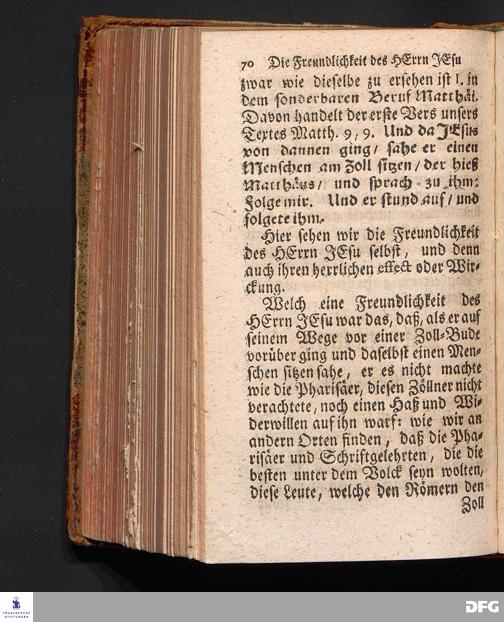 70 Die Freundlichkeit des HErrn JEsu
zwar wie dieselbe zu ersehen ist I. in
dem sonderbaren Beruf Matthäi.
Davon handelt der erste Vers unsers
Textes Matth. 9, 9. Und da JEsus
von dannen ging/ sahe er einen
Menschen am Zoll sitzen/ der hieß
Matthäus/ und sprach zu ihm:
Folge mir. Und er stund auf/ und
folgete ihm.
Hier sehen wir die Freundlichkeit
des HErrn JEsu selbst, und denn
auch ihren herrlichen effect oder Wir-
ckung.
Welch eine Freundlichkeit des
HErrn JEsu war das, daß, als er auf
seinem Wege vor einer Zoll-Bude
vorüber ging und daselbst einen Men-
schen sitzen sahe, er es nicht machte
wie die Pharisäer, diesen Zöllner nicht
verachtete, noch einen Haß und Wi-
derwillen auf ihn warf: wie wir an
andern Orten finden, daß die Pha-
risäer und Schriftgelehrten, die die
besten unter dem Volck seyn wolten,
diese Leute, welche den Römern den
Zoll
FRANCKESCHE
STIFTUNGEN
DFG